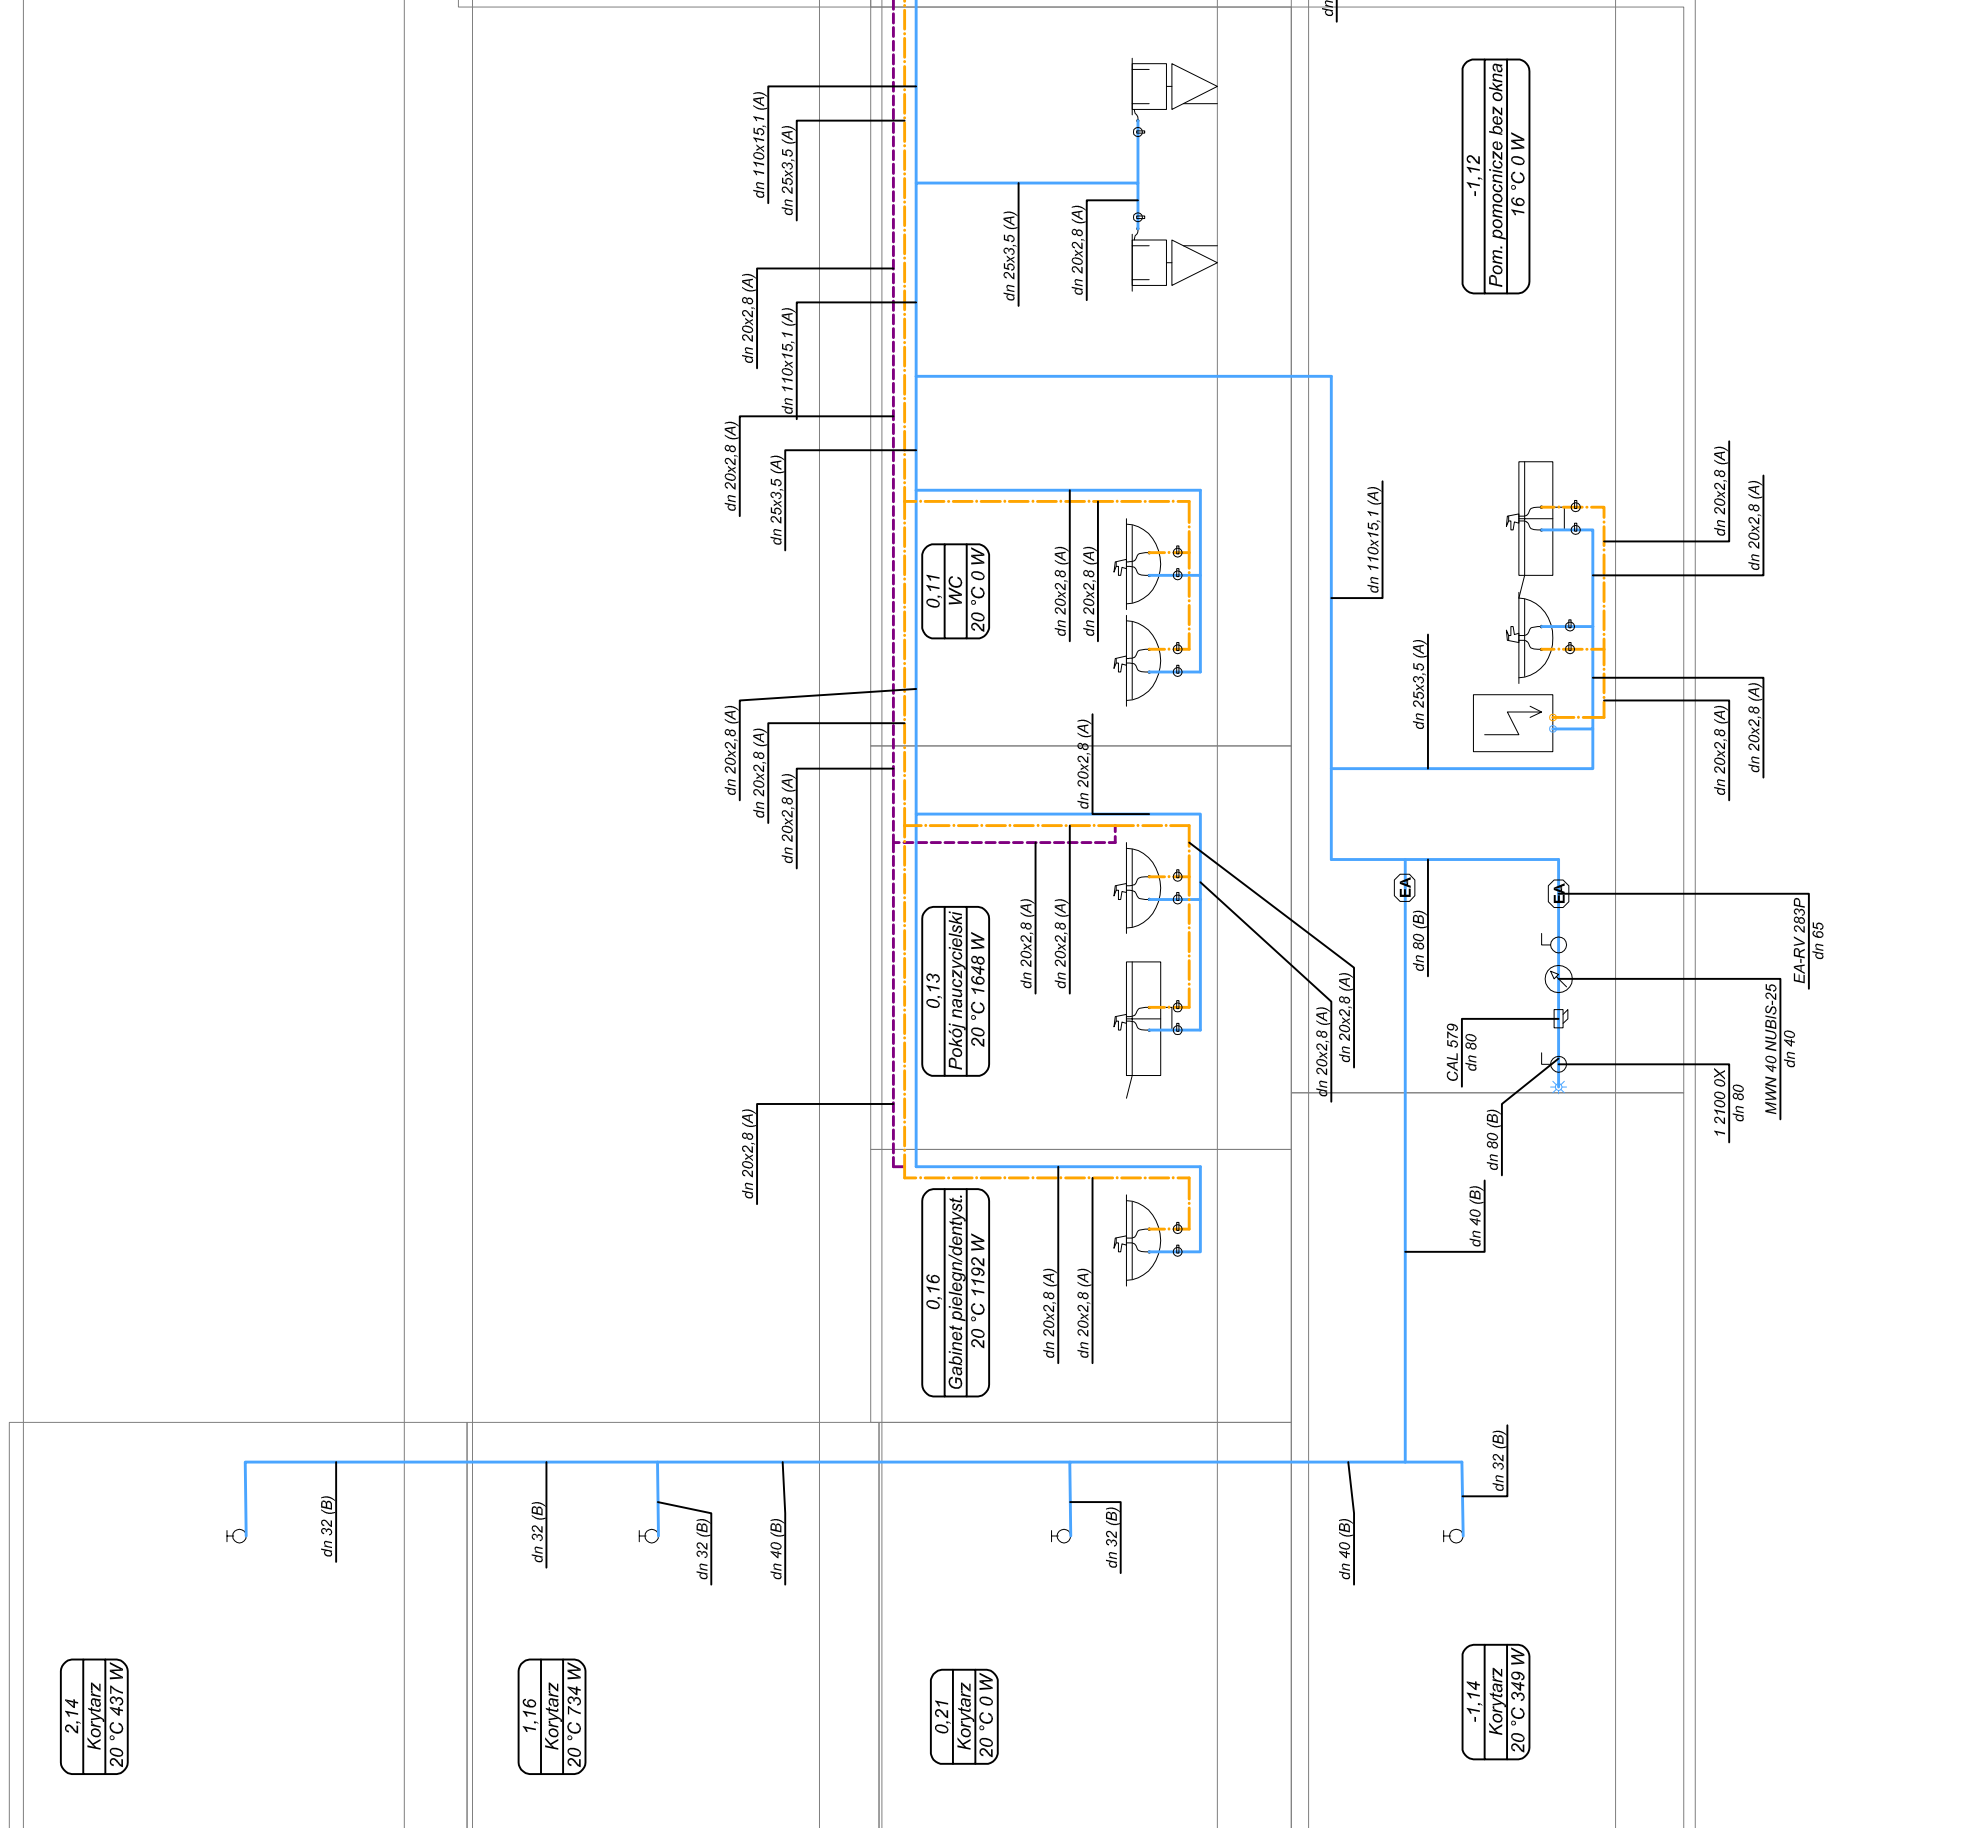 dn
dn 110x15,1 (A)
dn 25x3,5 (A)
dn 20x2,8 (A)
dn 110x15,1 (A)
dn 20x2,8 (A)
dn 25x3,5 (A)
dn 25x3,5 (A)
dn 20x2,8 (A)
-1,12
Pom. pomocnicze bez okna
16 °C 0 W
0,11
WC
20 °C 0 W
dn 20x2,8 (A)
dn 20x2,8 (A)
dn 110x15,1 (A)
dn 20x2,8 (A)
dn 20x2,8 (A)
dn 25x3,5 (A)
dn 20x2,8 (A)
dn 20x2,8 (A)
dn 20x2,8 (A)
dn 20x2,8 (A)
dn 20x2,8 (A)
dn 20x2,8 (A)
0,13
Pokój nauczycielski
20 °C 1648 W
dn 20x2,8 (A)
dn 20x2,8 (A)
dn 20x2,8 (A)
dn 20x2,8 (A)
EA
dn 80 (B)
EA
EA-RV 283P
dn 65
MWN 40 NUBIS-25
dn 40
CAL 579
dn 80
1 2100 0X
dn 80
dn 80 (B)
dn 40 (B)
dn 20x2,8 (A)
0,16
Gabinet pielegn/dentyst.
20 °C 1192 W
dn 20x2,8 (A)
dn 20x2,8 (A)
dn 32 (B)
dn 32 (B)
dn 32 (B)
dn 40 (B)
dn 32 (B)
dn 40 (B)
dn 32 (B)
2,14
Korytarz
20 °C 437 W
1,16
Korytarz
20 °C 734 W
0,21
Korytarz
20 °C 0 W
-1,14
Korytarz
20 °C 349 W